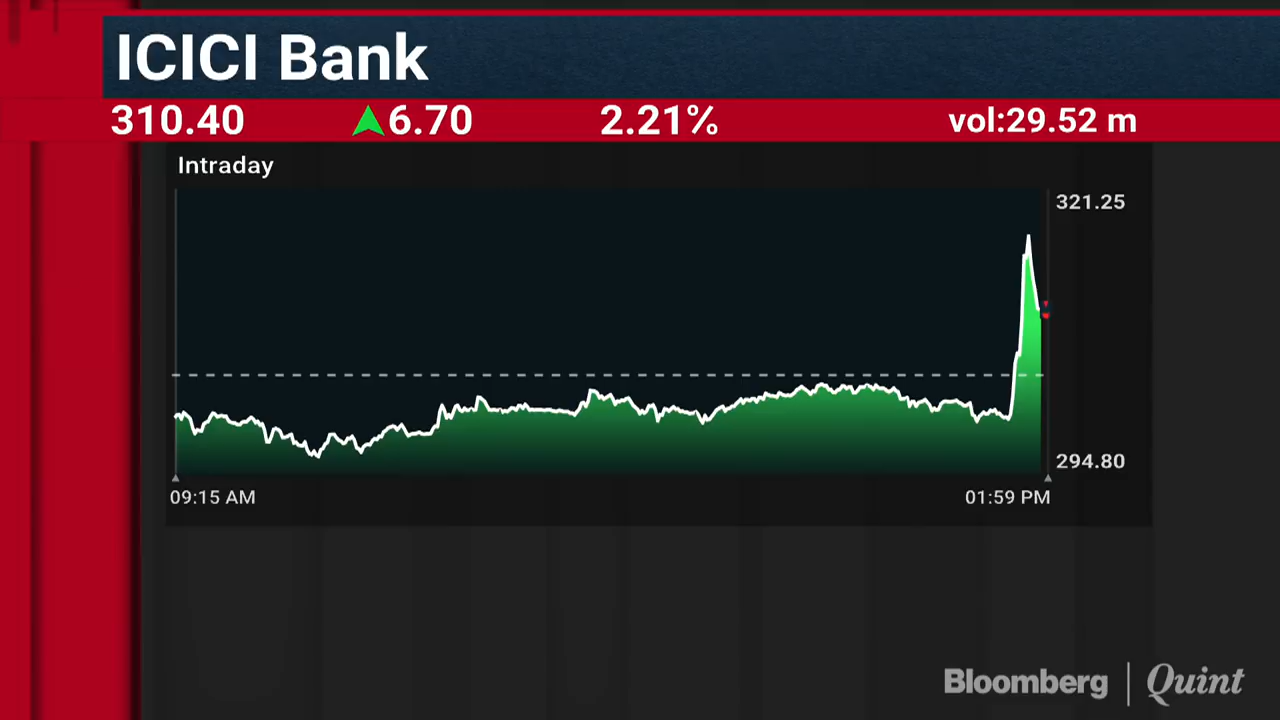 ICICI Bank
310.40 6.70 2.21% vol:29.52 m
Intraday
321.25
294.80
09:15 AM 01:59 PM
Bloomberg | Quint